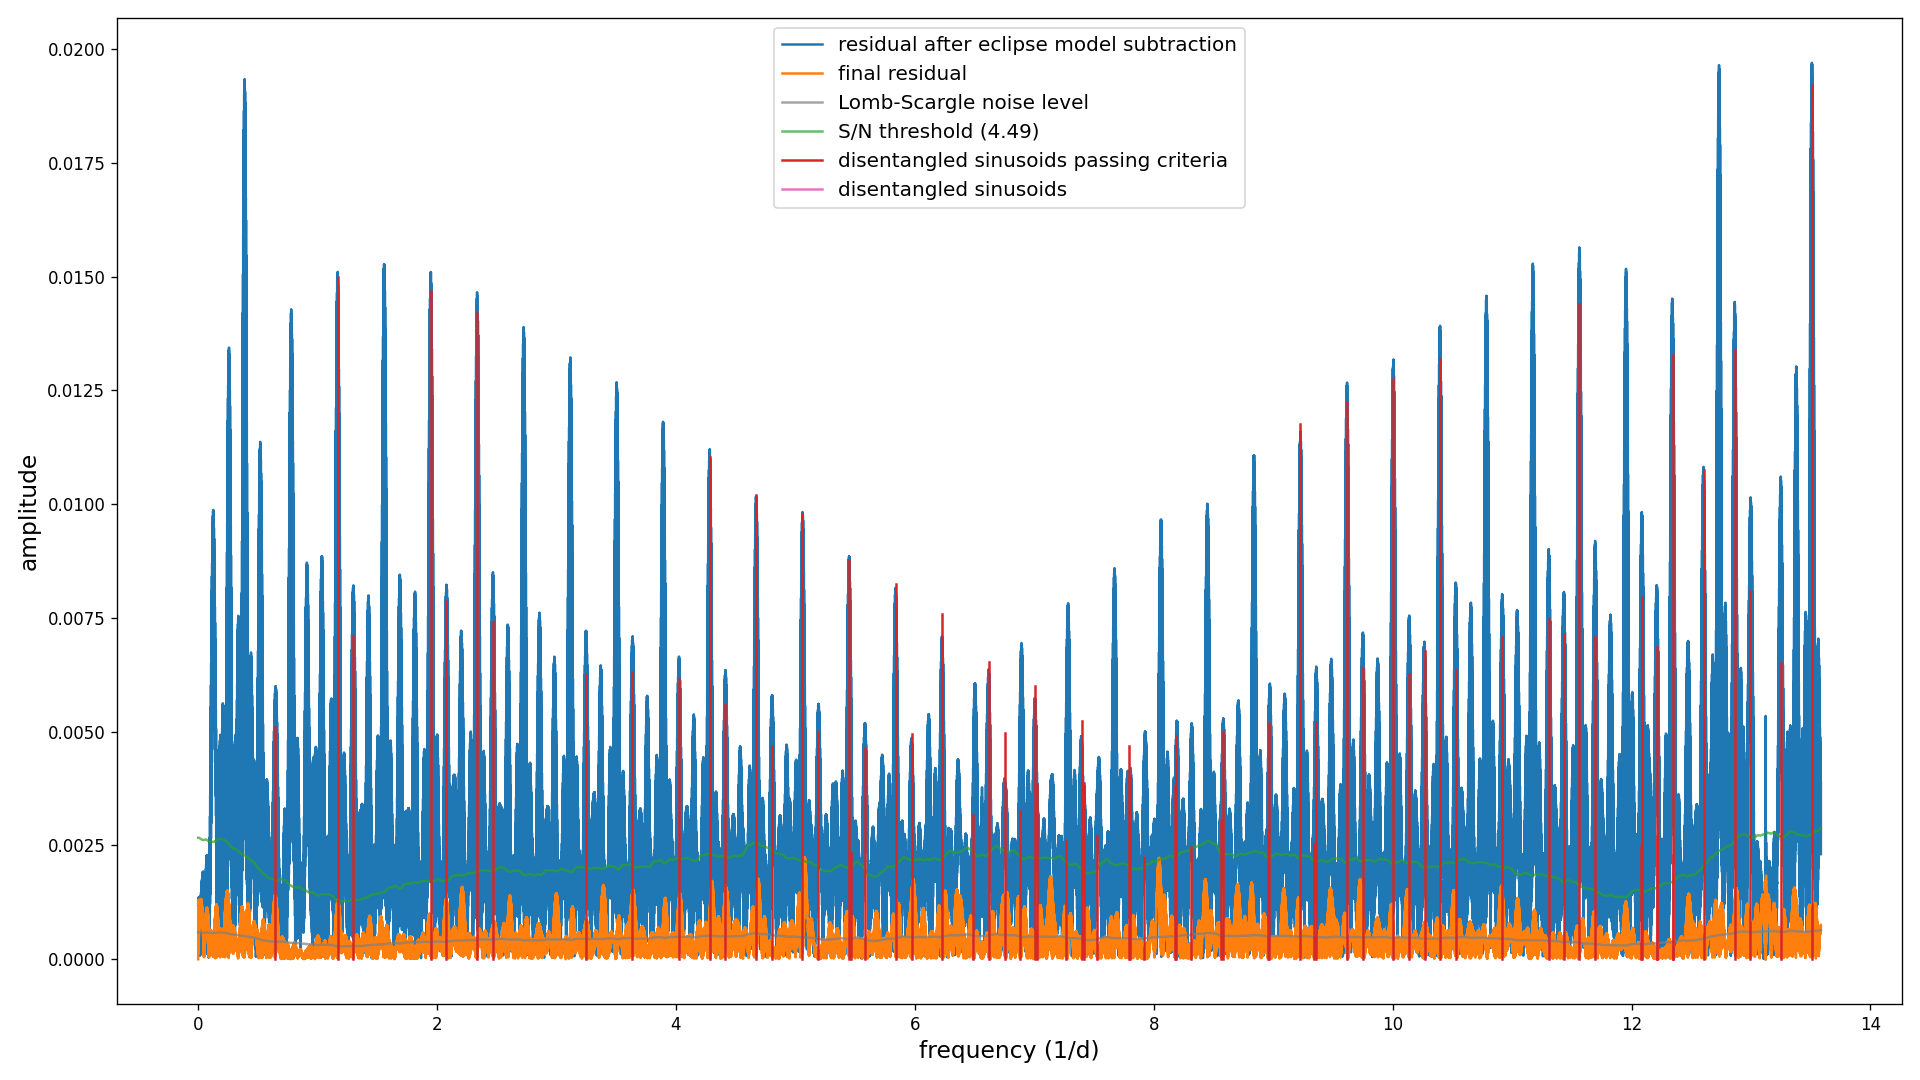 residual after eclipse model subtraction
final residual
Lomb-Scargle noise level
S/N threshold (4.49)
disentangled sinusoids passing criteria
disentangled sinusoids
amplitude
0.0200
0.0175
0.0150
0.0125
0.0100
0.0075
0.0050
0.0025
0.0000
0 2 4 6 8 10 12 14
frequency (1/d)